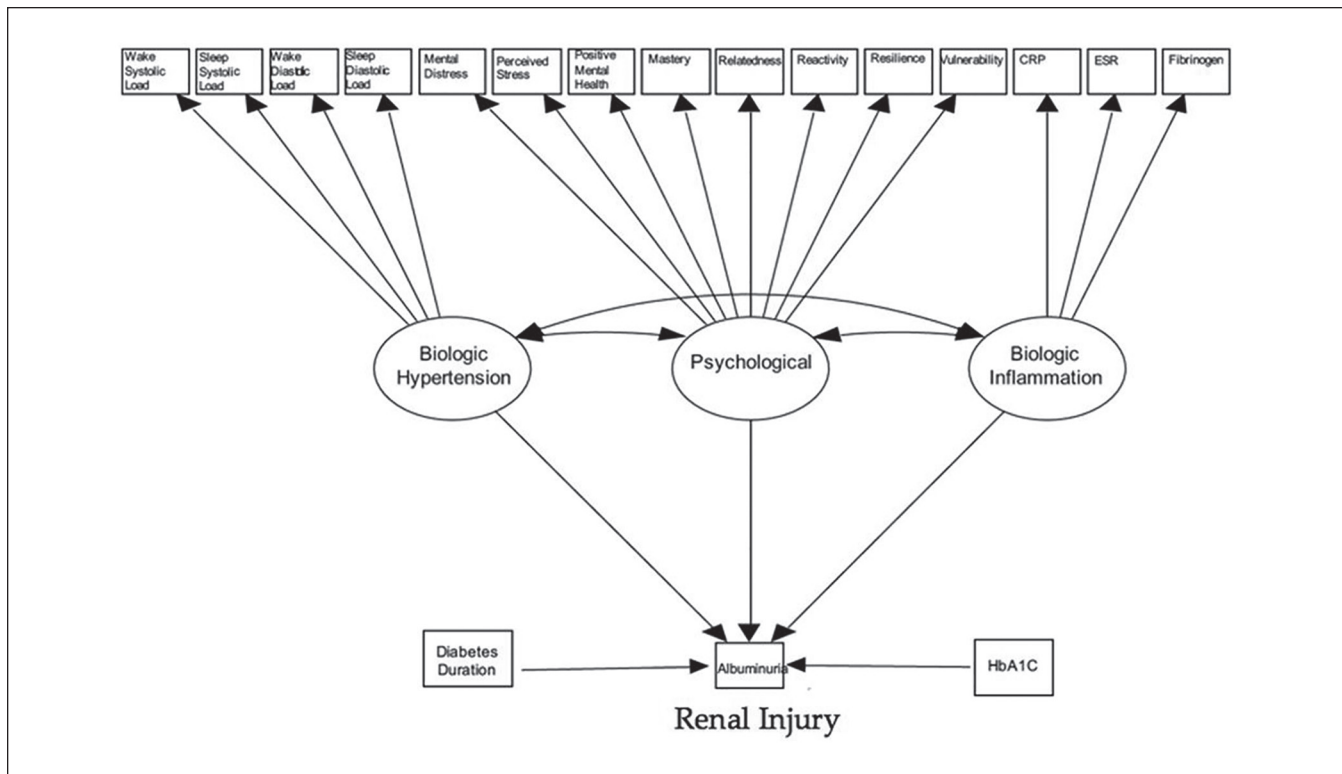 Wake
Systolic
Load
Sleep
Systolic
Load
Wake
Diastolic
Load
Sleep
Diastolic
Load
Mental
Distress
Perceived
Stress
Positive
Mental
Health
Mastery
Relatedness
Reactivity
Resilience
Vulnerability
CRP
ESR
Fibrinogen
Biologic
Hypertension
Psychological
Biologic
Inflammation
Diabetes
Duration
Albuminuria
HbA1C
Renal Injury